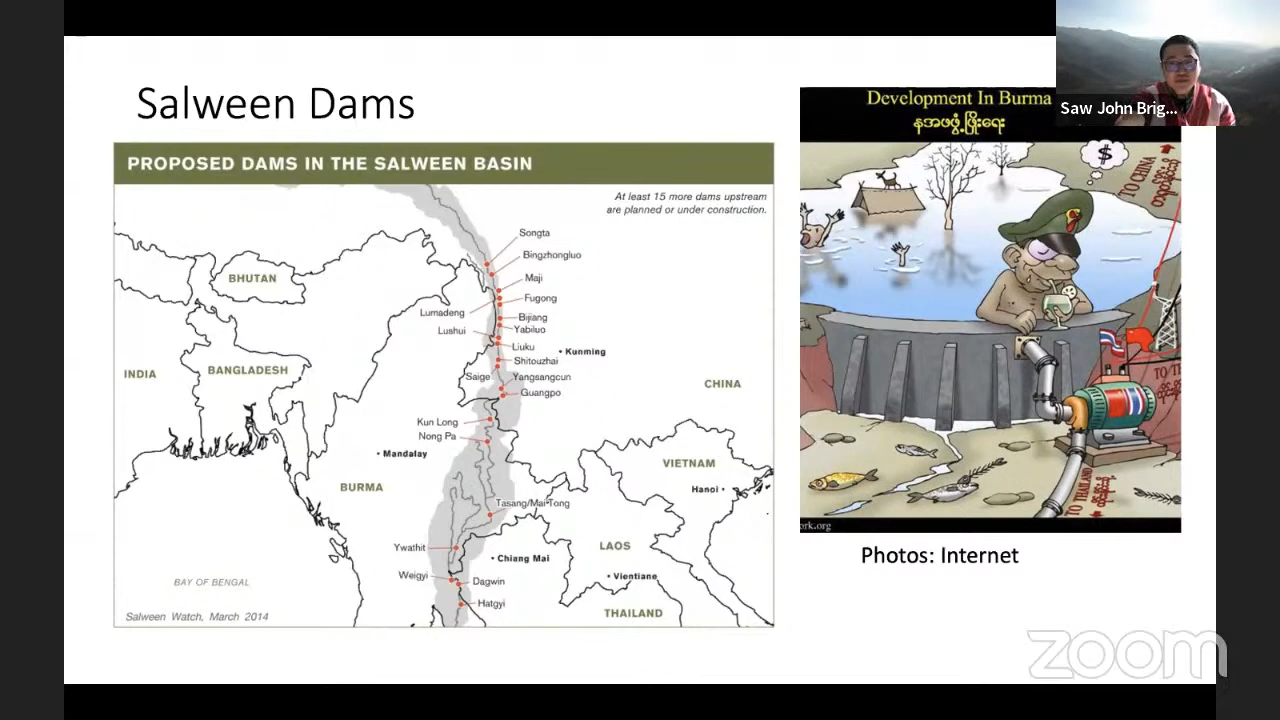 Salween Dams
PROPOSED DAMS IN THE SALWEEN BASIN
At least 15 more dams upstream
are planned or under construction.
Songta
Bingzhongluo
Maji
Fugong
Lumadeng
Bijiang
Lushui
Yabiluo
Liuku
Kunming
Shitouzhai
Saige
Yangsangcun
Guangpo
BHUTAN
INDIA
BANGLADESH
CHINA
Kun Long
Nong Pa
Mandalay
BURMA
VIETNAM
Hanoi
Tasang/Mai Tong
Ywathit
Chiang Mai
LAOS
Weigyi
Dagwin
Vientiane
BAY OF BENGAL
Hatgyi
THAILAND
Salween Watch, March 2014
Development In Burma
နအဖဖွံ့ဖြိုးရေး
$
TO CHINA
TO THAILAND
ork.org
Photos: Internet
Saw John Brig...
zoom